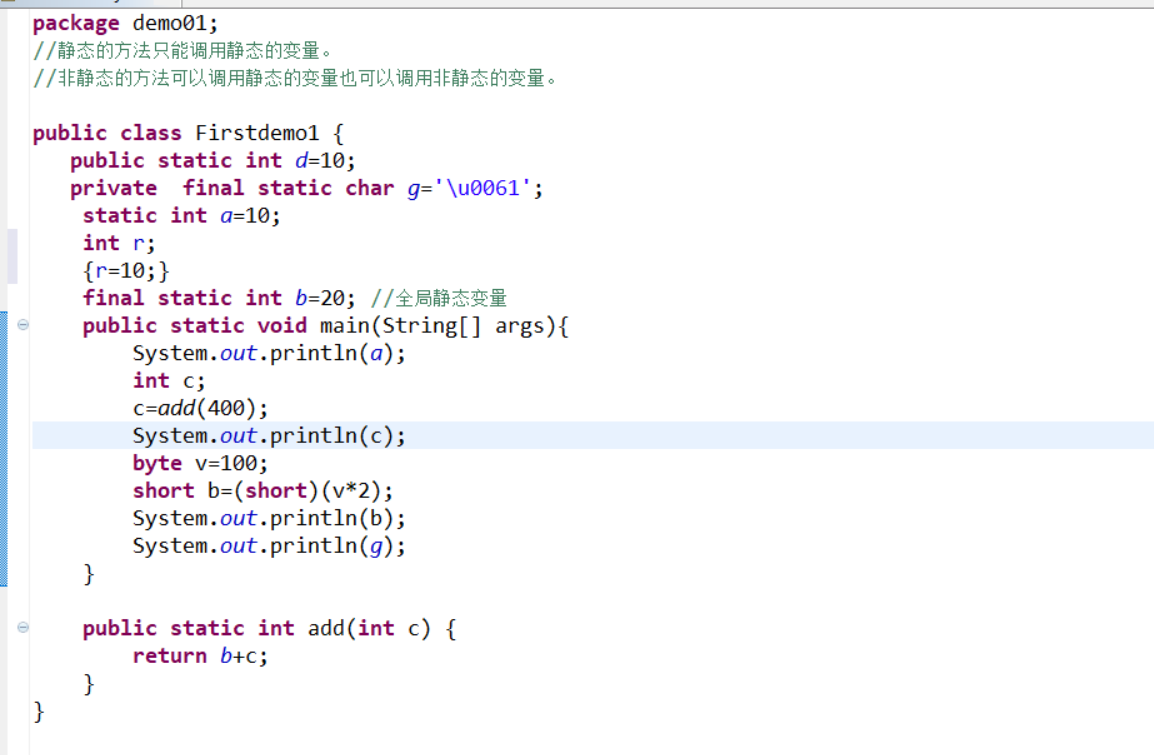 package demo01;
//静态的方法只能调用静态的变量。
//非静态的方法可以调用静态的变量也可以调用非静态的变量。
public class Firstdemo1 {
public static int d=10;
private  final static char g='\u0061';
static int a=10;
int r;
{r=10;}
final static int b=20; //全局静态变量
public static void main(String[] args){
System.out.println(a);
int c;
c=add(400);
System.out.println(c);
byte v=100;
short b=(short)(v*2);
System.out.println(b);
System.out.println(g);
}
public static int add(int c) {
return b+c;
}
}